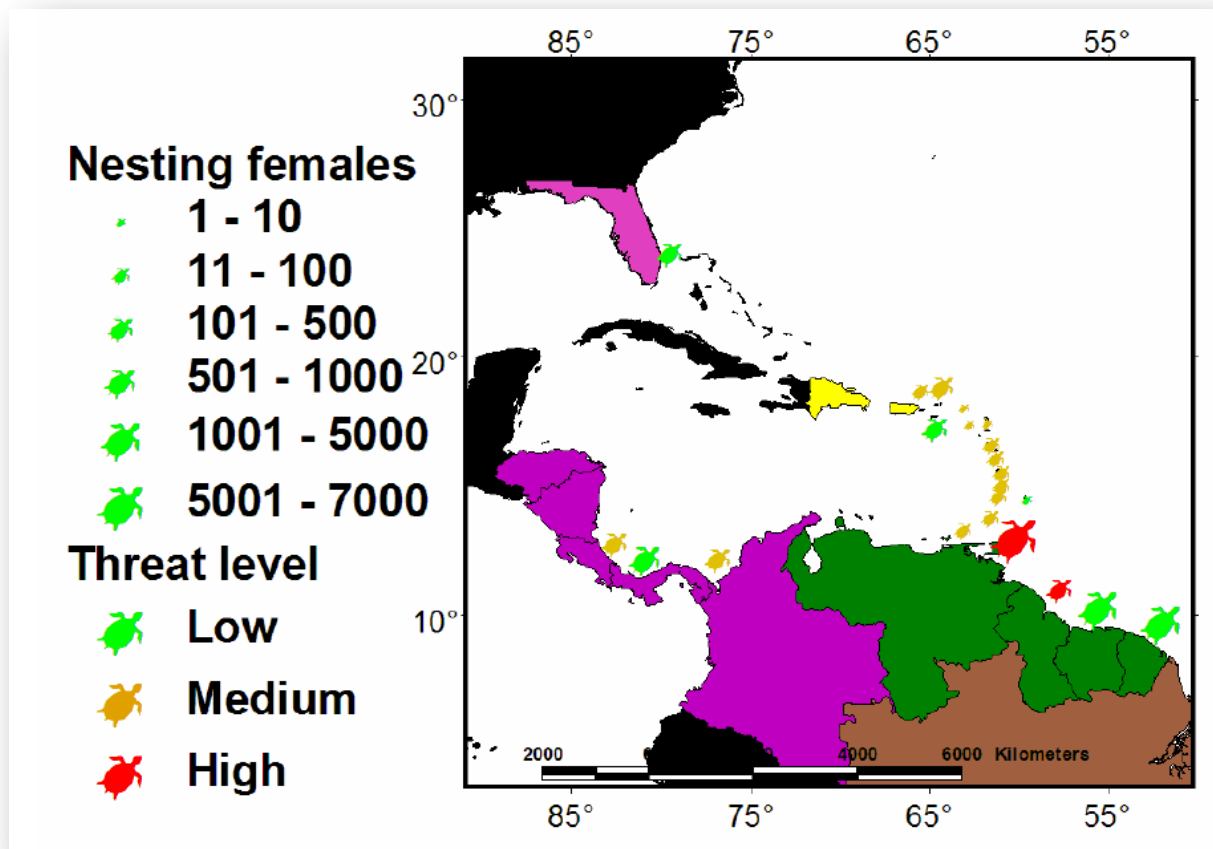 Nesting females
1 - 10
11 - 100
101 - 500
501 - 1000
1001 - 5000
5001 - 7000
Threat level
Low
Medium
High
85° 75° 65° 55°
30°
20°
10°
2000 4000 6000 Kilometers
85° 75° 65° 55°